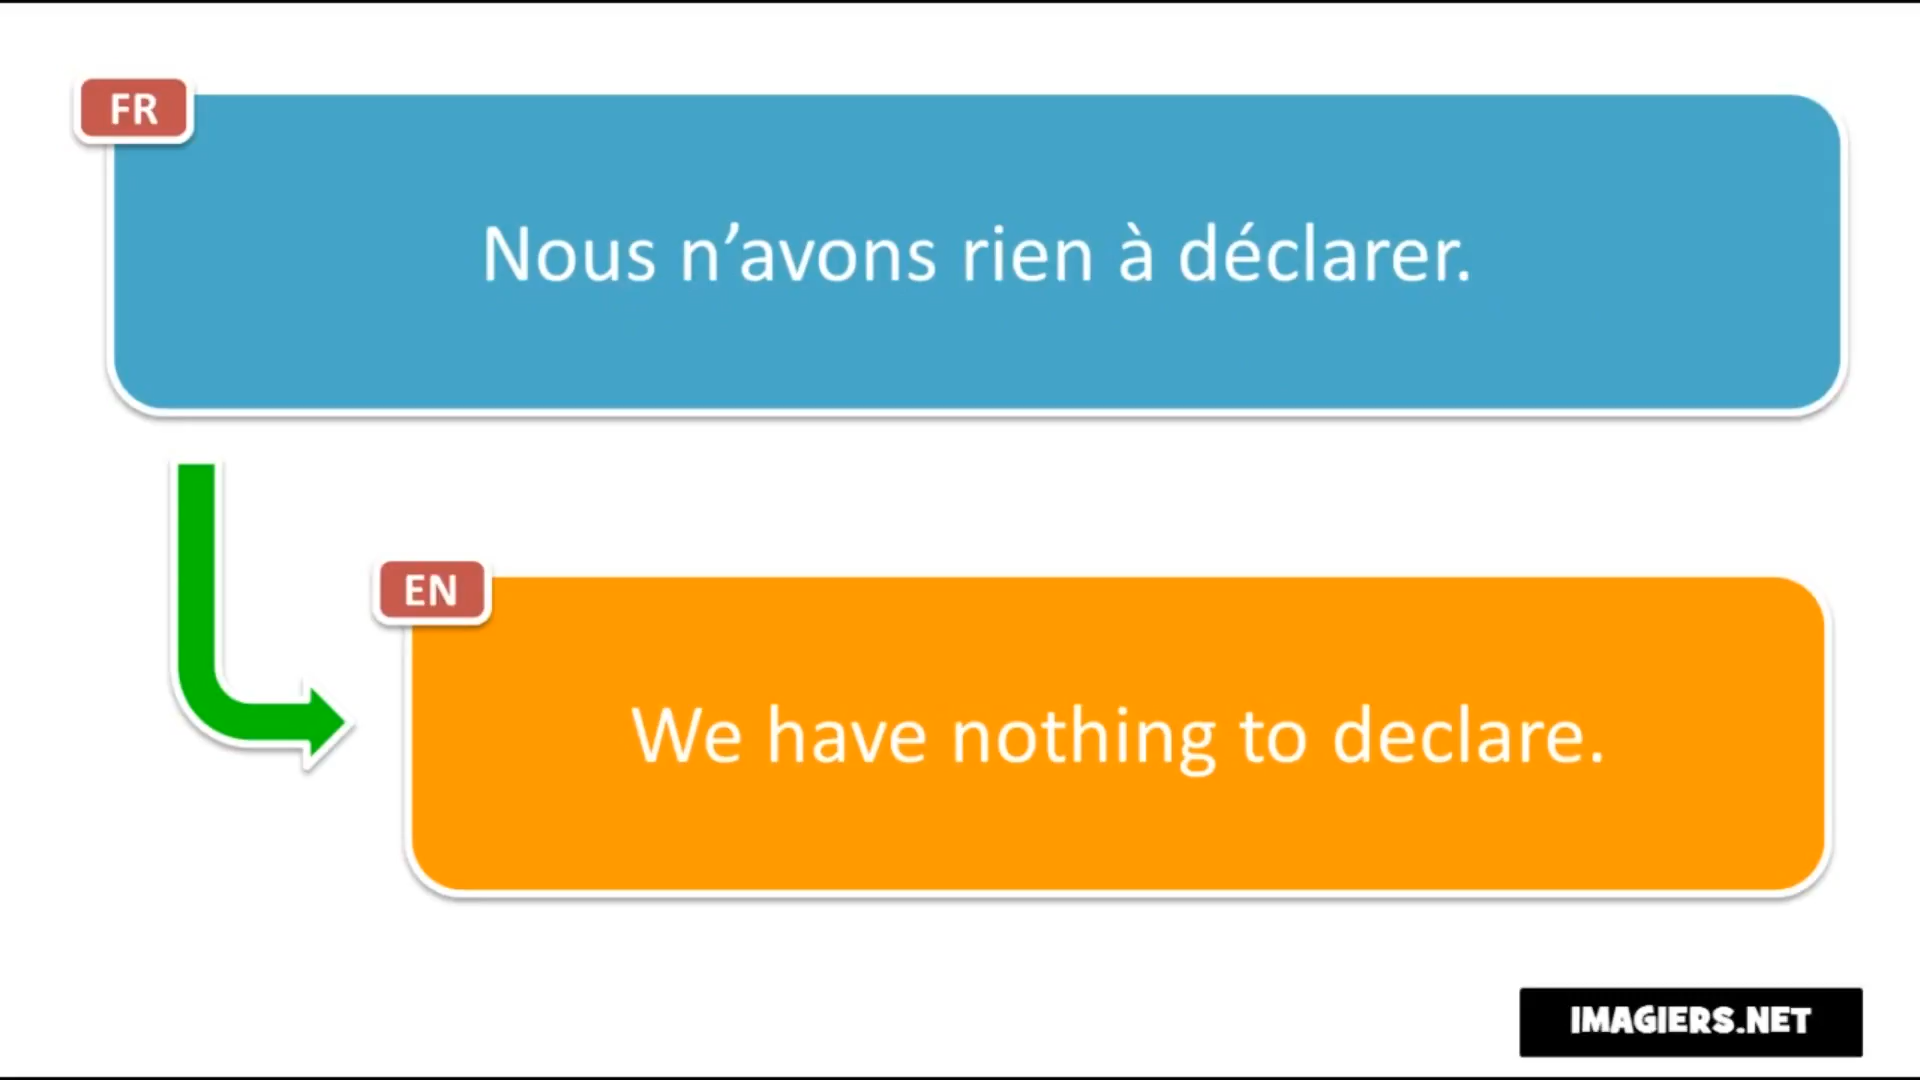 FR
Nous n’avons rien à déclarer.
EN
We have nothing to declare.
IMAGIERS.NET